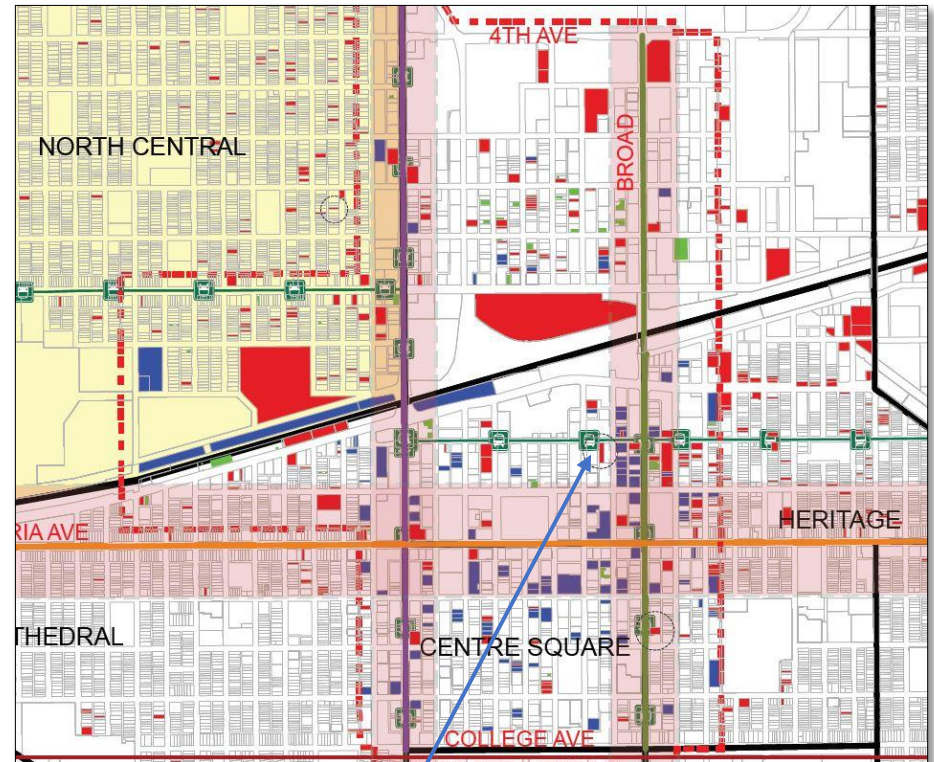 4TH AVE
NORTH CENTRAL
BROAD
RIA AVE
HERITAGE
THEDRAL
CENTRE SQUARE
COLLEGE AVE